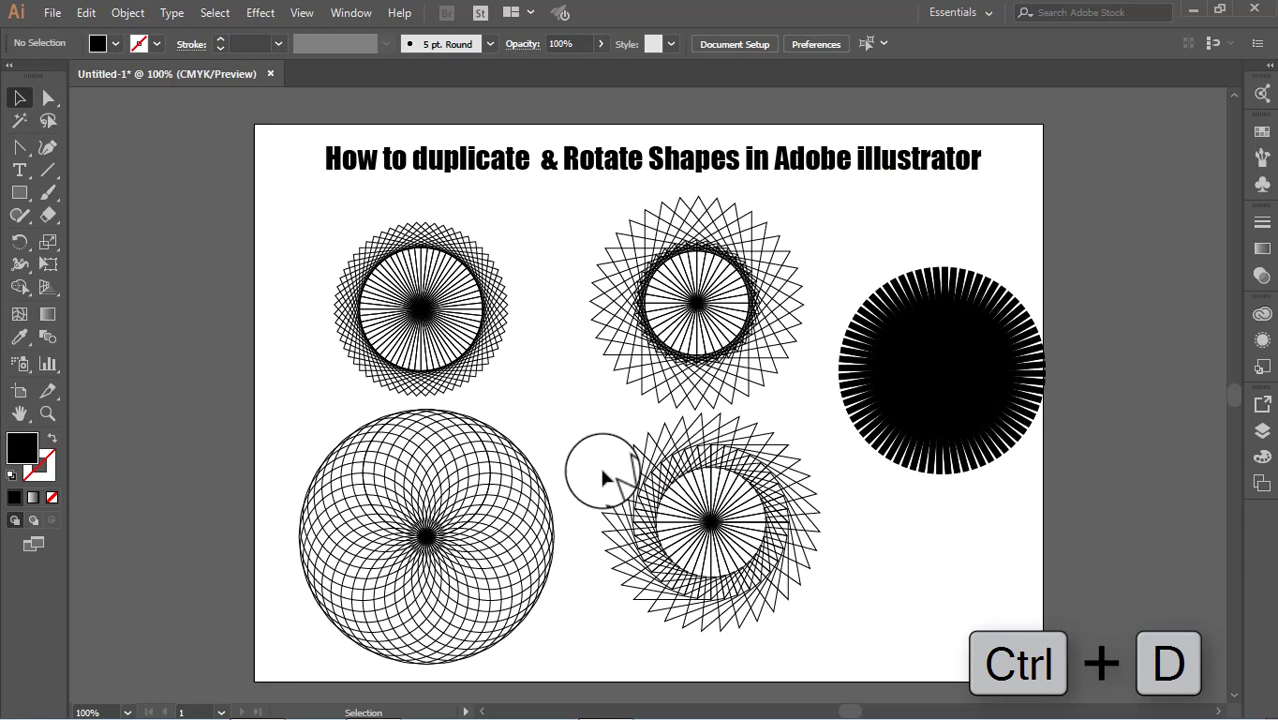 Ai File Edit Object Type Select Effect View Window Help Br St Essentials Search Adobe Stock
No Selection Stroke: 5 pt. Round Opacity: 100% Style: Document Setup Preferences
Untitled-1* @ 100% (CMYK/Preview)
How to duplicate & Rotate Shapes in Adobe illustrator
Ctrl + D
100% 1 Selection